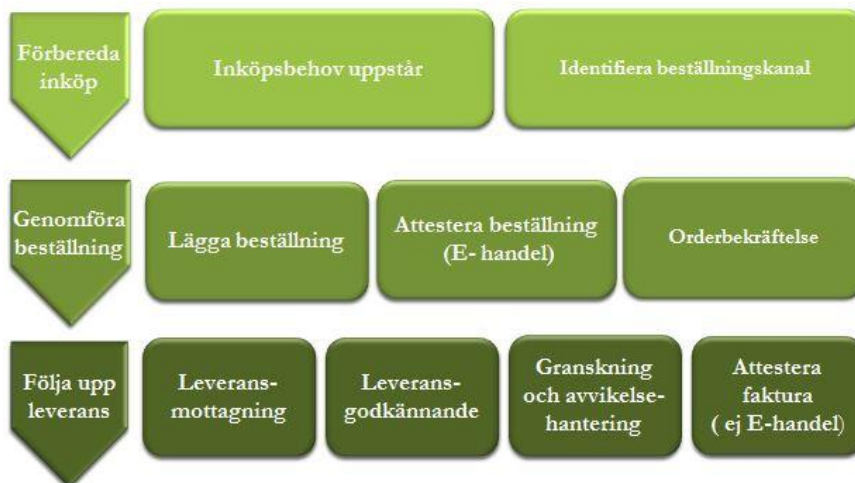 Förbereda
inköp
Inköpsbehov uppstår
Identifiera beställningskanal
Genomföra
beställning
Lägga beställning
Attestera beställning
(E- handel)
Orderbekräftelse
Följa upp
leverans
Leverans-
mottagning
Leverans-
godkännande
Granskning
och avvikelse-
hantering
Attestera
faktura
( ej E-handel)